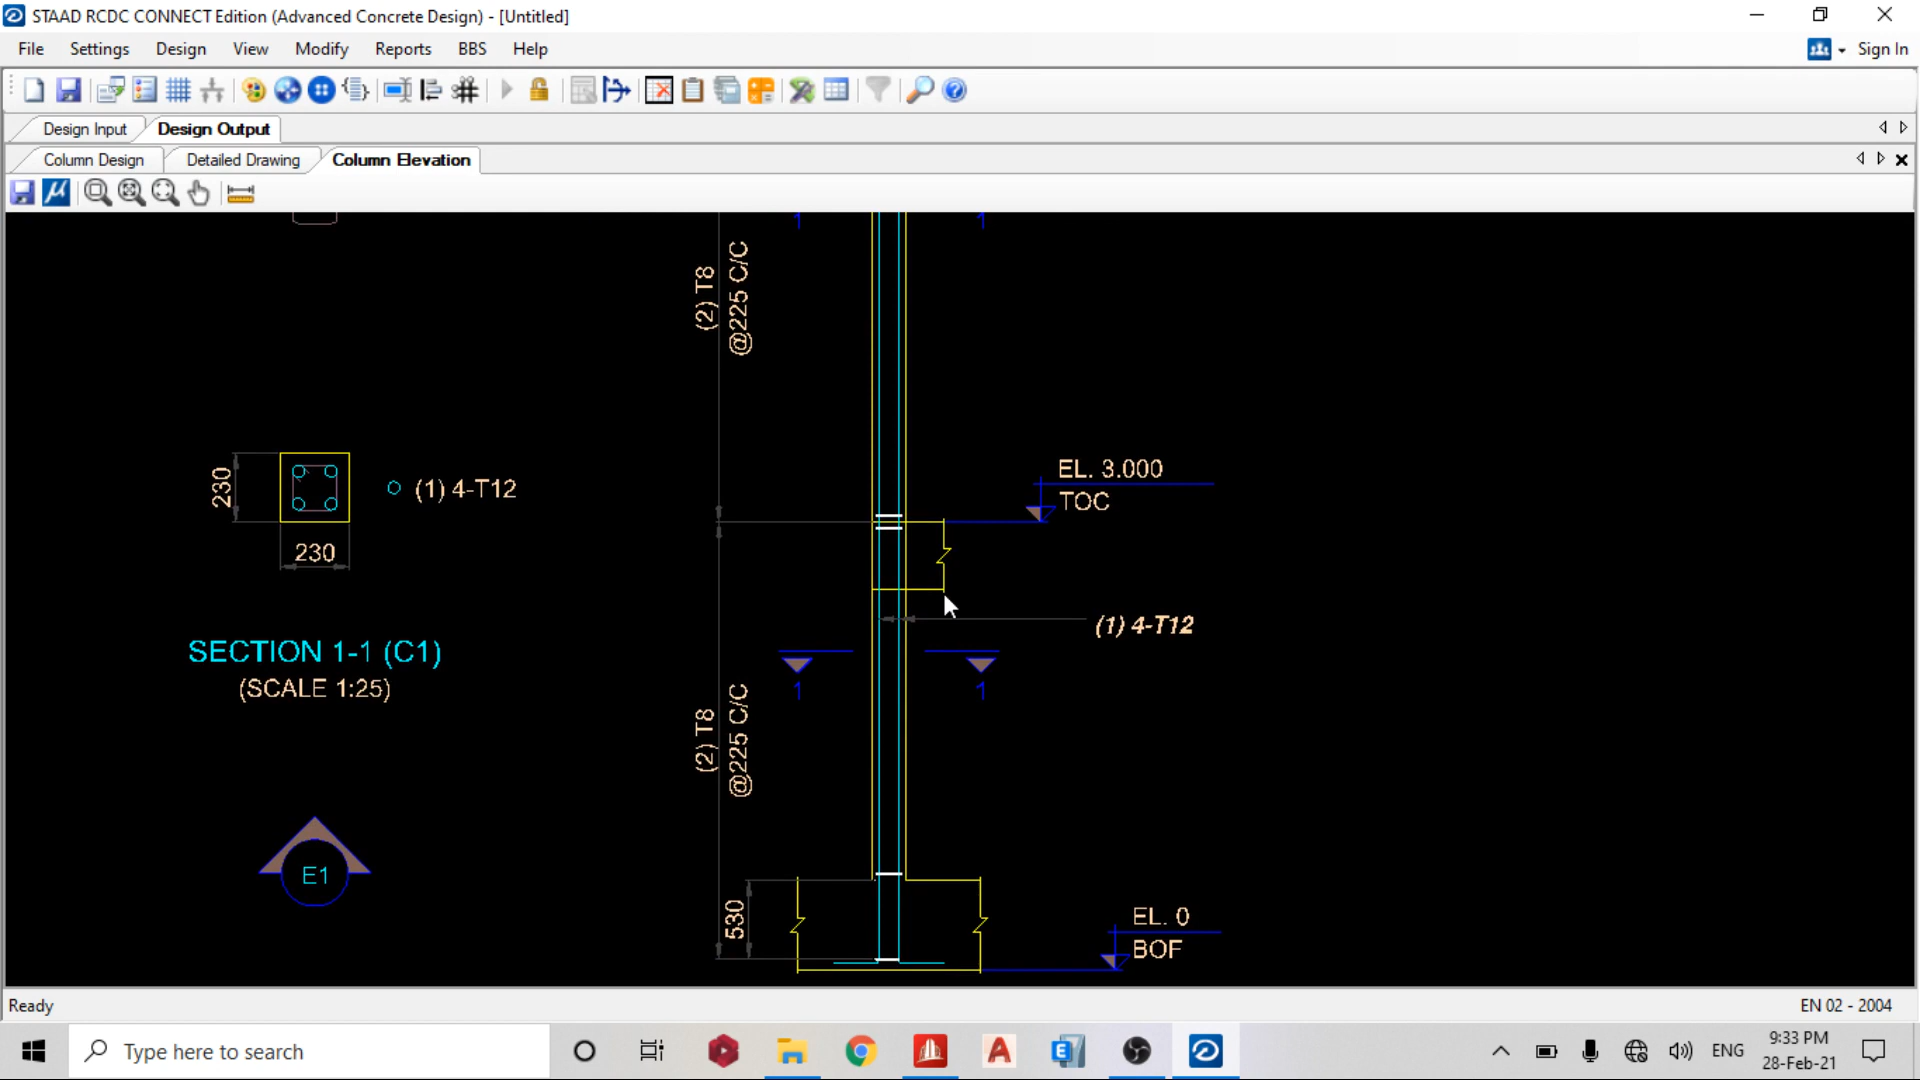 STAAD RCDC CONNECT Edition (Advanced Concrete Design) - [Untitled]
File Settings Design View Modify Reports BBS Help
Sign In
Design Input Design Output
Column Design Detailed Drawing Column Elevation
1 1
(2) T8
@225 C/C
EL. 3.000
TOC
230
(1) 4-T12
230
(1) 4-T12
SECTION 1-1 (C1)
(SCALE 1:25)
1 1
(2) T8
@225 C/C
E1
530
EL. 0
BOF
Ready
EN 02 - 2004
Type here to search
ENG
9:33 PM
28-Feb-21